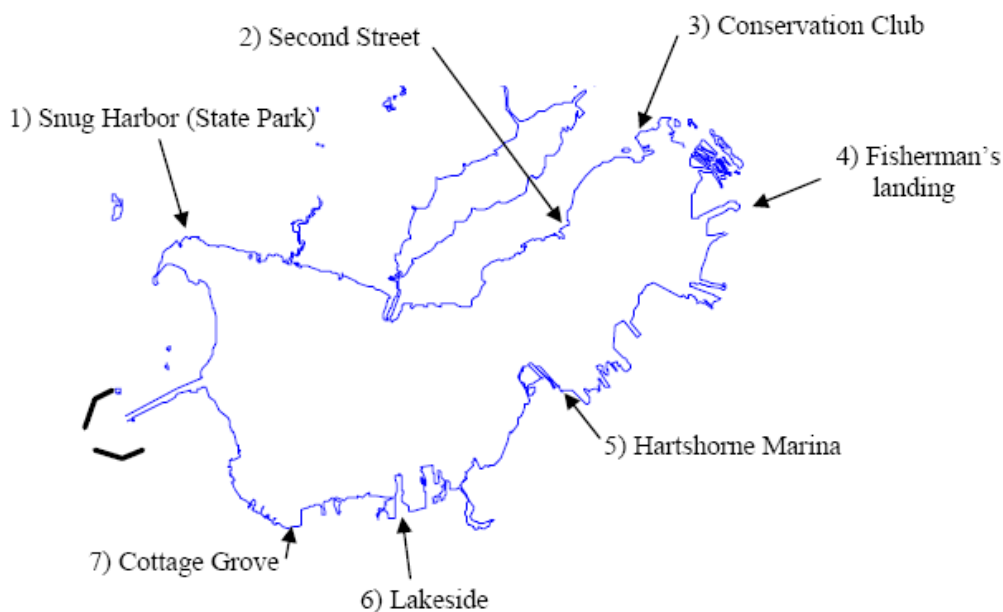 1) Snug Harbor (State Park)
2) Second Street
3) Conservation Club
4) Fisherman’s
landing
5) Hartshorne Marina
6) Lakeside
7) Cottage Grove